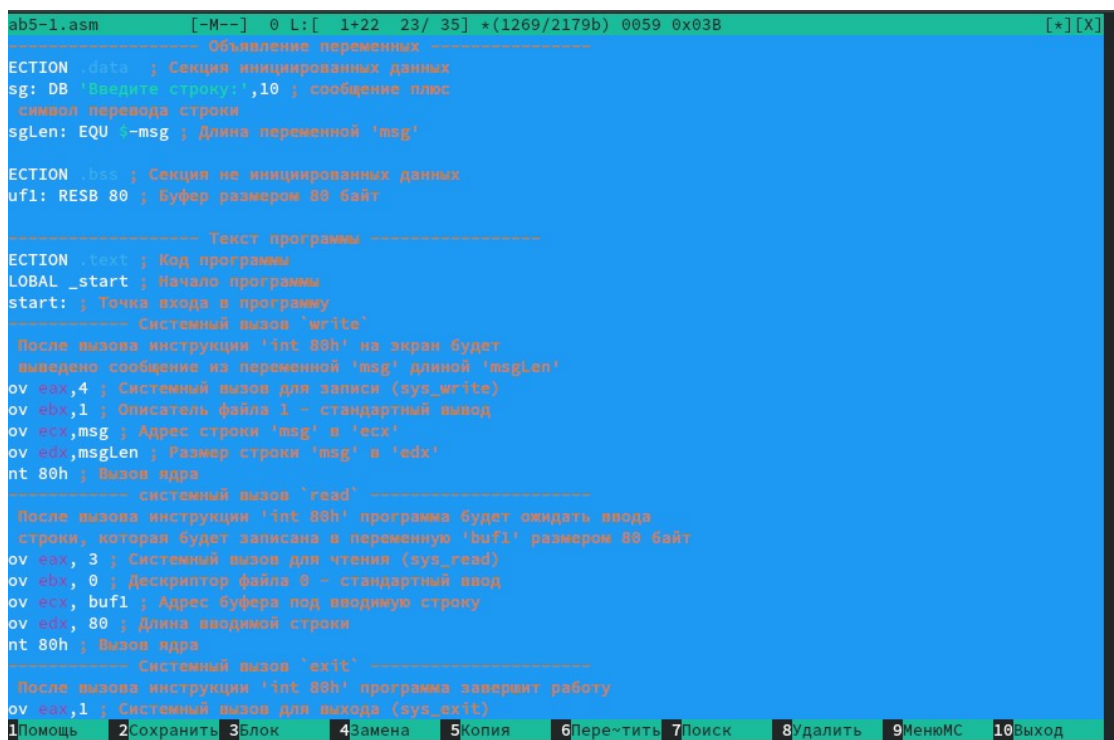 ab5-1.asm [-M--] 0 L:[ 1+22 23/ 35] *(1269/2179b) 0059 0x03B [*][X]
------------------- Объявление переменных ----------------
ECTION .data ; Секция инициированных данных
sg: DB 'Введите строку:',10 ; сообщение плюс
символ перевода строки
sgLen: EQU $-msg ; Длина переменной 'msg'
ECTION .bss ; Секция не инициированных данных
uf1: RESB 80 ; Буфер размером 80 байт
------------------- Текст программы -----------------
ECTION .text ; Код программы
LOBAL _start ; Начало программы
start: ; Точка входа в программу
------------ Системный вызов `write`
После вызова инструкции 'int 80h' на экран будет
выведено сообщение из переменной 'msg' длиной 'msgLen'
ov eax,4 ; Системный вызов для записи (sys_write)
ov ebx,1 ; Описатель файла 1 - стандартный вывод
ov ecx,msg ; Адрес строки 'msg' в 'ecx'
ov edx,msgLen ; Размер строки 'msg' в 'edx'
nt 80h ; Вызов ядра
------------ системный вызов `read` ----------------------
После вызова инструкции 'int 80h' программа будет ожидать ввода
строки, которая будет записана в переменную 'buf1' размером 80 байт
ov eax, 3 ; Системный вызов для чтения (sys_read)
ov ebx, 0 ; Дескриптор файла 0 - стандартный ввод
ov ecx, buf1 ; Адрес буфера под вводимую строку
ov edx, 80 ; Длина вводимой строки
nt 80h ; Вызов ядра
------------ Системный вызов `exit` ----------------------
После вызова инструкции 'int 80h' программа завершит работу
ov eax,1 ; Системный вызов для выхода (sys_exit)
1Помощь 2Сохранить 3Блок 4Замена 5Копия 6Пере~тить 7Поиск 8Удалить 9МенюMC 10Выход